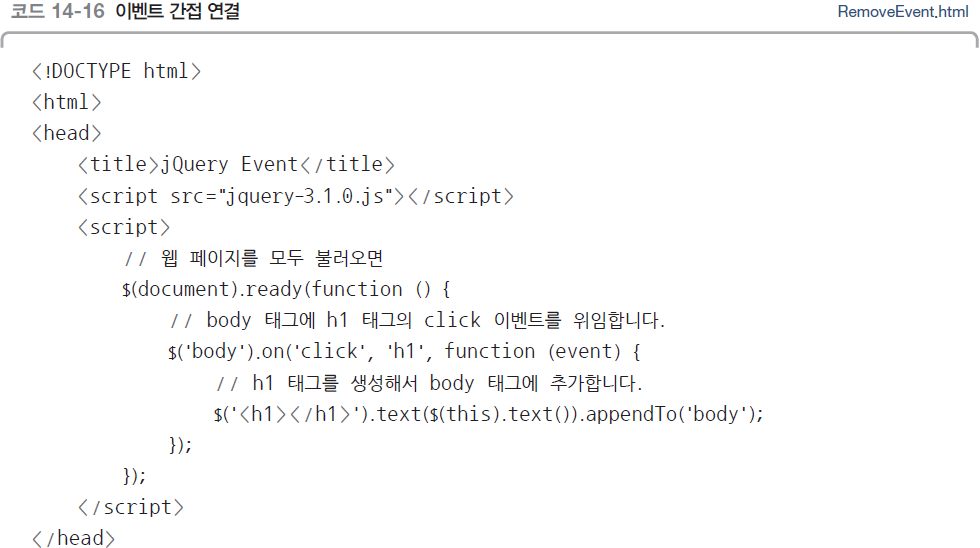 코드 14-16 이벤트 간접 연결
RemoveEvent.html
<!DOCTYPE html>
<html>
<head>
    <title>jQuery Event</title>
    <script src="jquery-3.1.0.js"></script>
    <script>
        // 웹 페이지를 모두 불러오면
        $(document).ready(function () {
            // body 태그에 h1 태그의 click 이벤트를 위임합니다.
            $('body').on('click', 'h1', function (event) {
                // h1 태그를 생성해서 body 태그에 추가합니다.
                $('<h1></h1>').text($(this).text()).appendTo('body');
            });
        });
    </script>
</head>